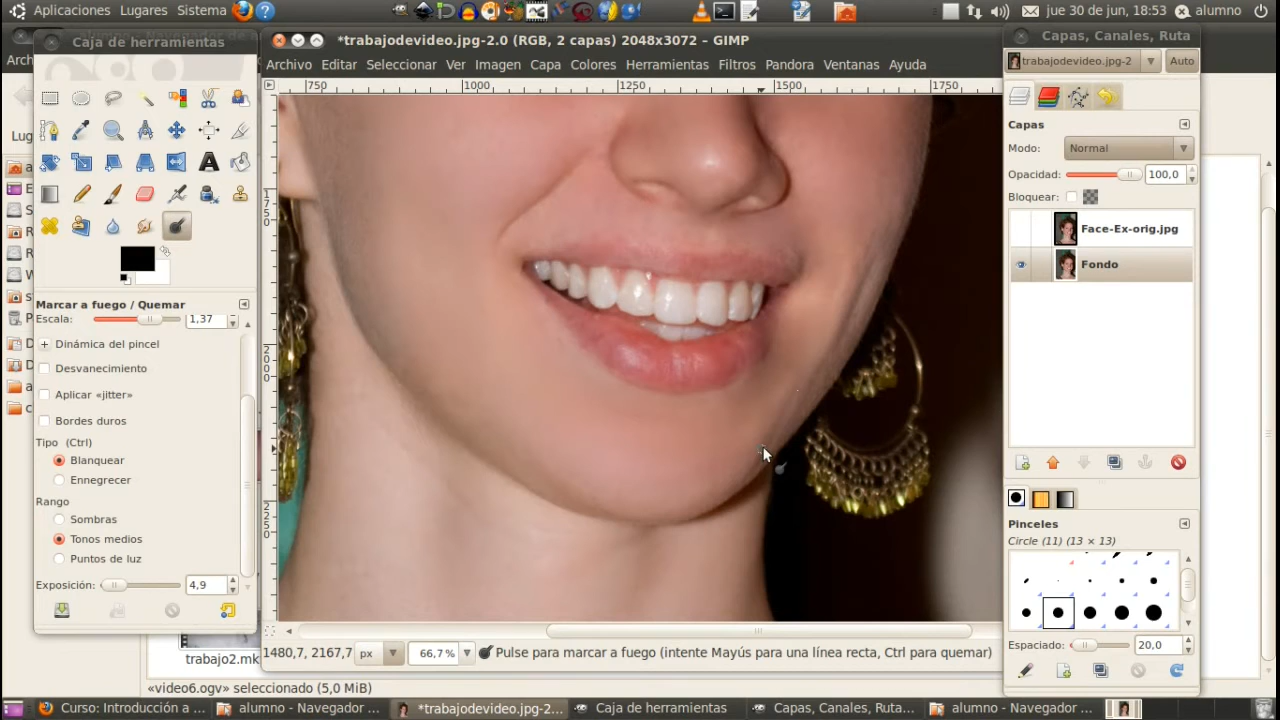 Aplicaciones Lugares Sistema
jue 30 de jun, 18:53 alumno
Caja de herramientas
*trabajodevideo.jpg-2.0 (RGB, 2 capas) 2048x3072 – GIMP
Capas, Canales, Ruta
Archivo Editar Seleccionar Ver Imagen Capa Colores Herramientas Filtros Pandora Ventanas Ayuda
trabajodevideo.jpg-2 Auto
750 1000 1250 1500 1750
1750
2000
2250
Capas
Modo: Normal
Opacidad: 100,0
Bloquear:
Face-Ex-orig.jpg
Fondo
Marcar a fuego / Quemar
Escala: 1,37
Dinámica del pincel
Desvanecimiento
Aplicar «jitter»
Bordes duros
Tipo (Ctrl)
Blanquear
Ennegrecer
Rango
Sombras
Tonos medios
Puntos de luz
Exposición: 4,9
Pinceles
Circle (11) (13 × 13)
Espaciado: 20,0
1480,7, 2167,7 px 66,7% Pulse para marcar a fuego (intente Mayús para una línea recta, Ctrl para quemar)
trabajo2.mk
«video6.ogv» seleccionado (5,0 MiB)
Curso: Introducción a ... alumno - Navegador ... *trabajodevideo.jpg-2... Caja de herramientas Capas, Canales, Ruta... alumno - Navegador ...